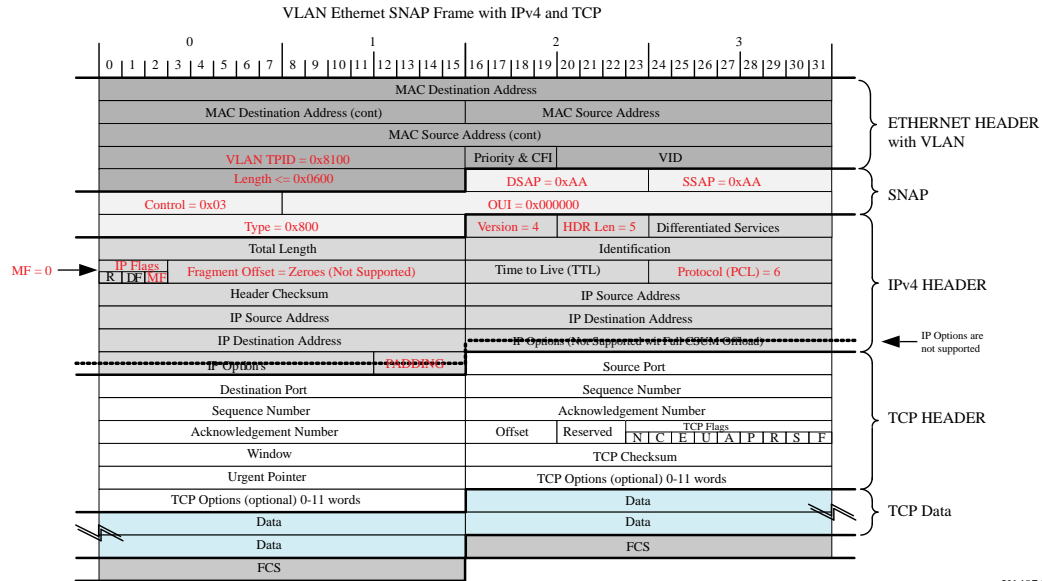 VLAN Ethernet SNAP Frame with IPv4 and TCP
0 1 2 3
0 1 2 3 4 5 6 7 8 9 10 11 12 13 14 15 16 17 18 19 20 21 22 23 24 25 26 27 28 29 30 31
MAC Destination Address
MAC Destination Address (cont) MAC Source Address
MAC Source Address (cont)
VLAN TPID = 0x8100 Priority & CFI VID
ETHERNET HEADER
with VLAN
Length <= 0x0600 DSAP = 0xAA SSAP = 0xAA
Control = 0x03 OUI = 0x000000
SNAP
Type = 0x800 Version = 4 HDR Len = 5 Differentiated Services
Total Length Identification
MF = 0
IP Flags
R DF MF
Fragment Offset = Zeroes (Not Supported) Time to Live (TTL) Protocol (PCL) = 6
Header Checksum IP Source Address
IPv4 HEADER
IP Source Address IP Destination Address
IP Destination Address IP Options (Not Supported wit Full CSUM Offload)
IP Options are
not supported
IP Options PADDING Source Port
Destination Port Sequence Number
Sequence Number Acknowledgement Number
TCP HEADER
Acknowledgement Number Offset Reserved
TCP Flags
N C E U A P R S F
Window TCP Checksum
Urgent Pointer TCP Options (optional) 0-11 words
TCP Options (optional) 0-11 words Data
TCP Data
Data Data
Data FCS
FCS